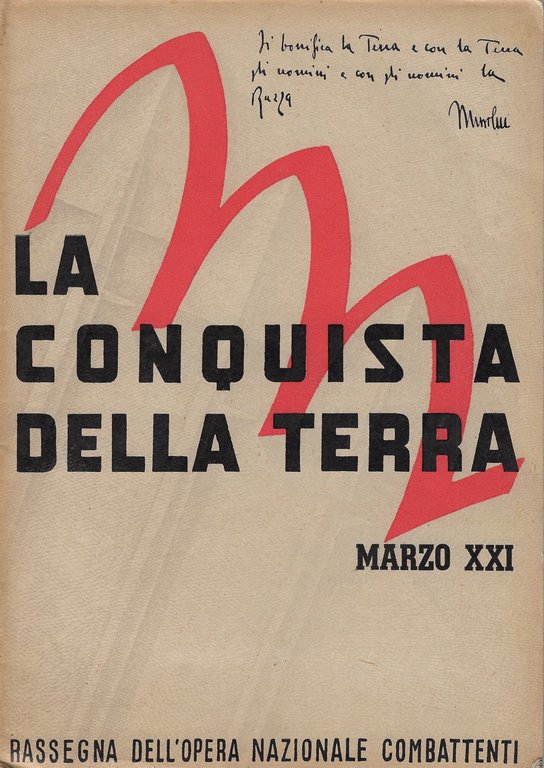 Si bonifica la Terra e con la Terra
gli uomini e con gli uomini la
Razza
Mussolini
LA
CONQUISTA
DELLA TERRA
MARZO XXI
RASSEGNA DELL'OPERA NAZIONALE COMBATTENTI